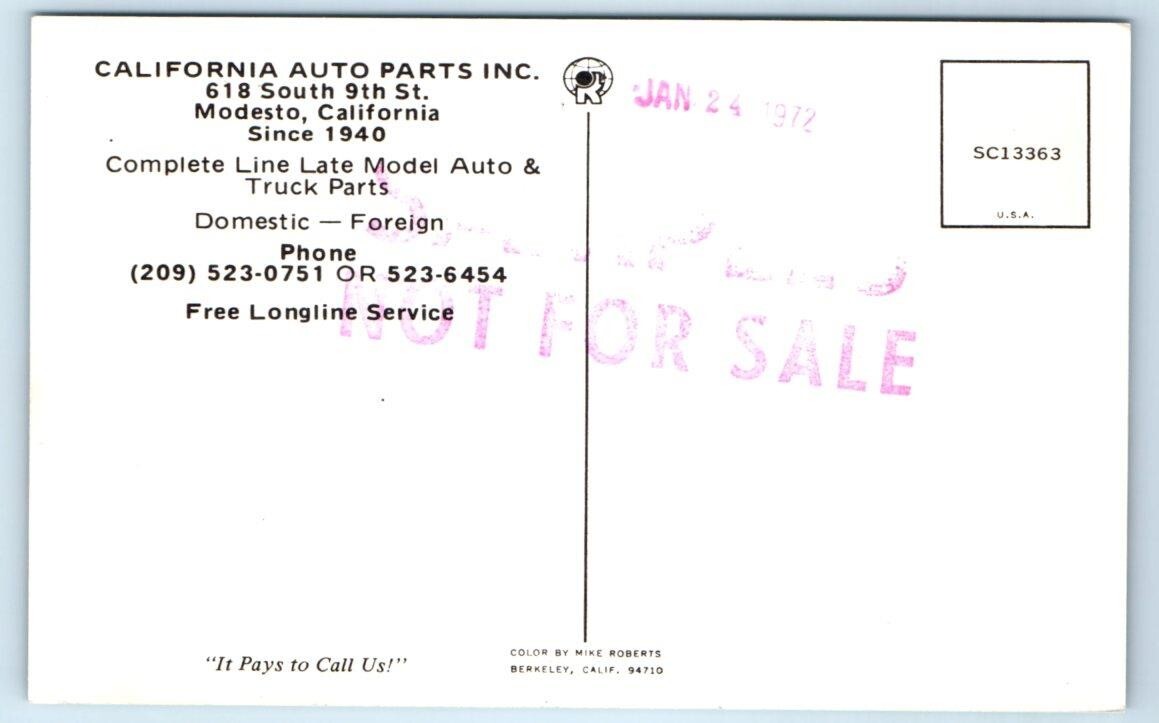 CALIFORNIA AUTO PARTS INC.
618 South 9th St.
Modesto, California
Since 1940
Complete Line Late Model Auto &
Truck Parts
Domestic — Foreign
Phone
(209) 523-0751 OR 523-6454
Free Longline Service
"It Pays to Call Us!"
JAN 24 1972
NOT FOR SALE
SC13363
U.S.A.
COLOR BY MIKE ROBERTS
BERKELEY, CALIF. 94710